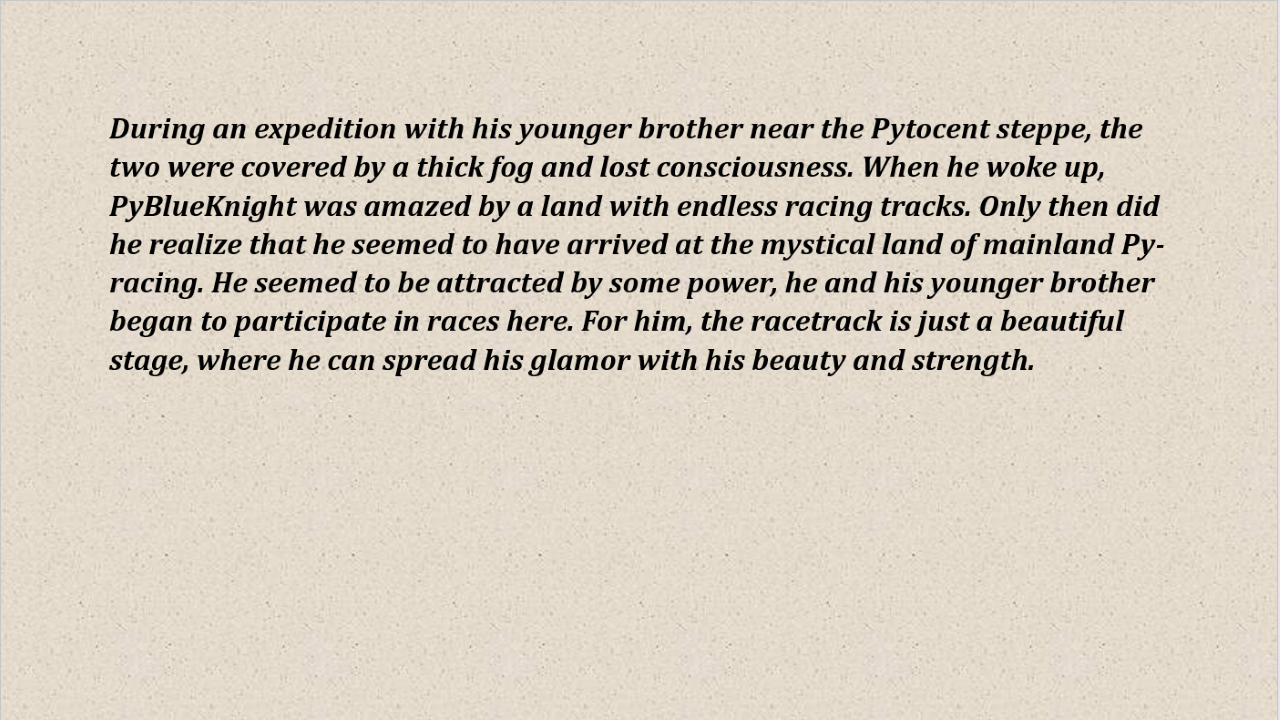 During an expedition with his younger brother near the Pytocent steppe, the
two were covered by a thick fog and lost consciousness. When he woke up,
PyBlueKnight was amazed by a land with endless racing tracks. Only then did
he realize that he seemed to have arrived at the mystical land of mainland Py-
racing. He seemed to be attracted by some power, he and his younger brother
began to participate in races here. For him, the racetrack is just a beautiful
stage, where he can spread his glamor with his beauty and strength.